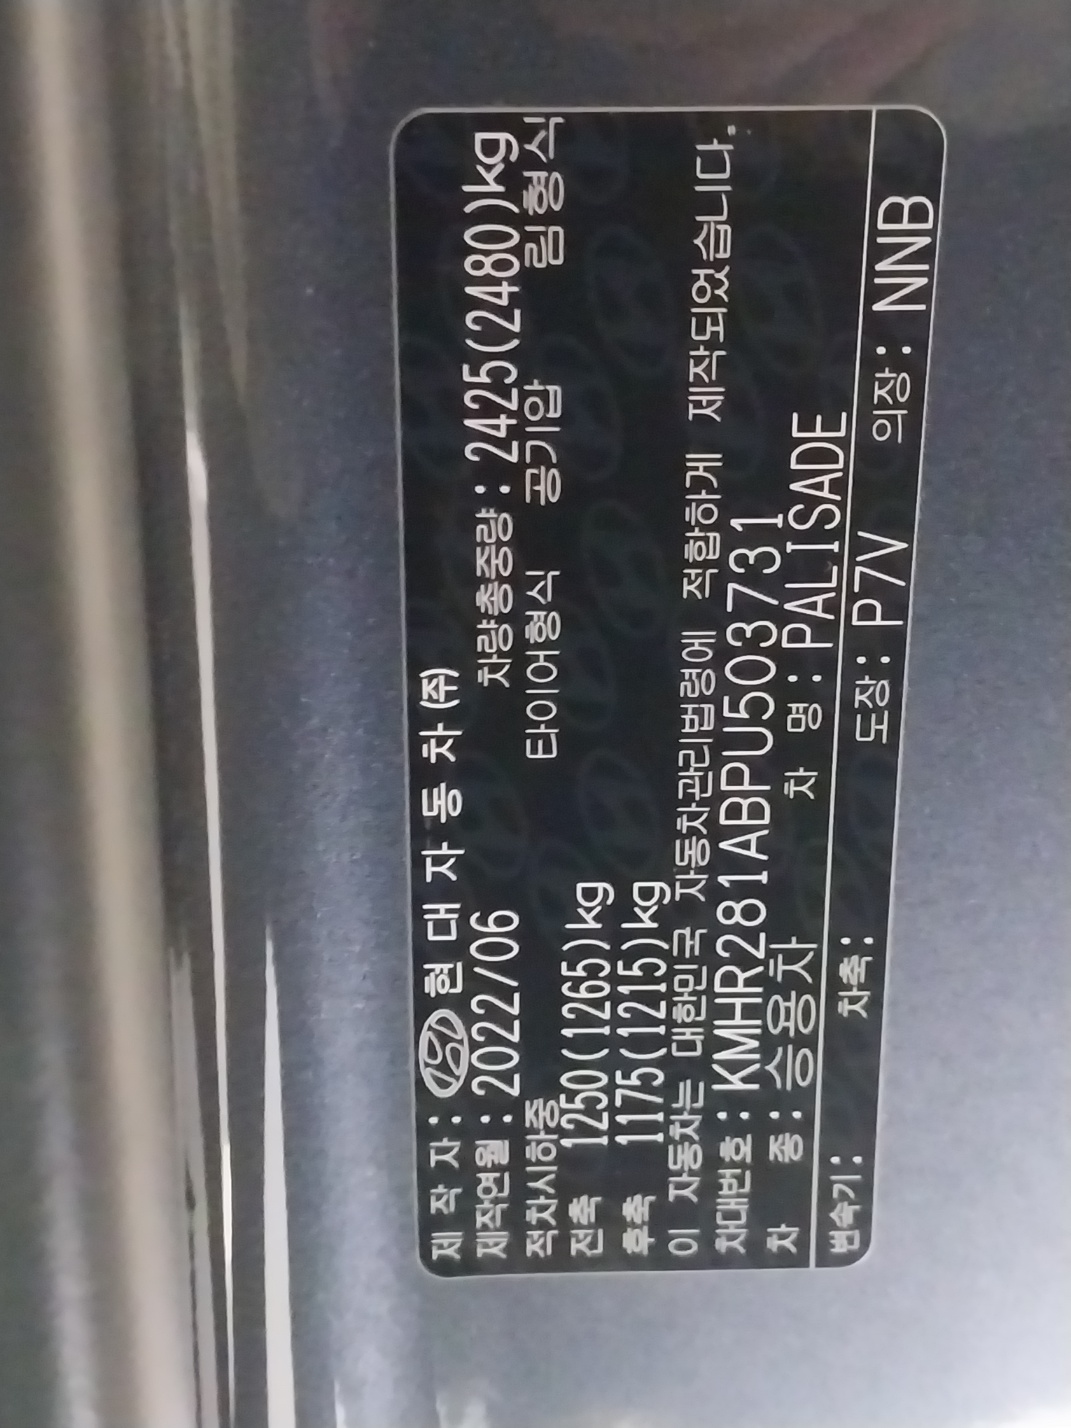 제 작 자 : 현 대 자 동 차 (주)
제작연월 : 2022/06 차량총중량 : 2425(2480)kg
적차시하중 타이어형식 공기압 림형식
전축 1250(1265)kg
후축 1175(1215)kg
이 자동차는 대한민국 자동차관리법령에 적합하게 제작되었습니다.
차대번호 : KMHR281ABPU503731
차 종 : 승용차 차 명 : PALISADE
변속기 : 차축 : 도장 : P7V 의장 : NNB